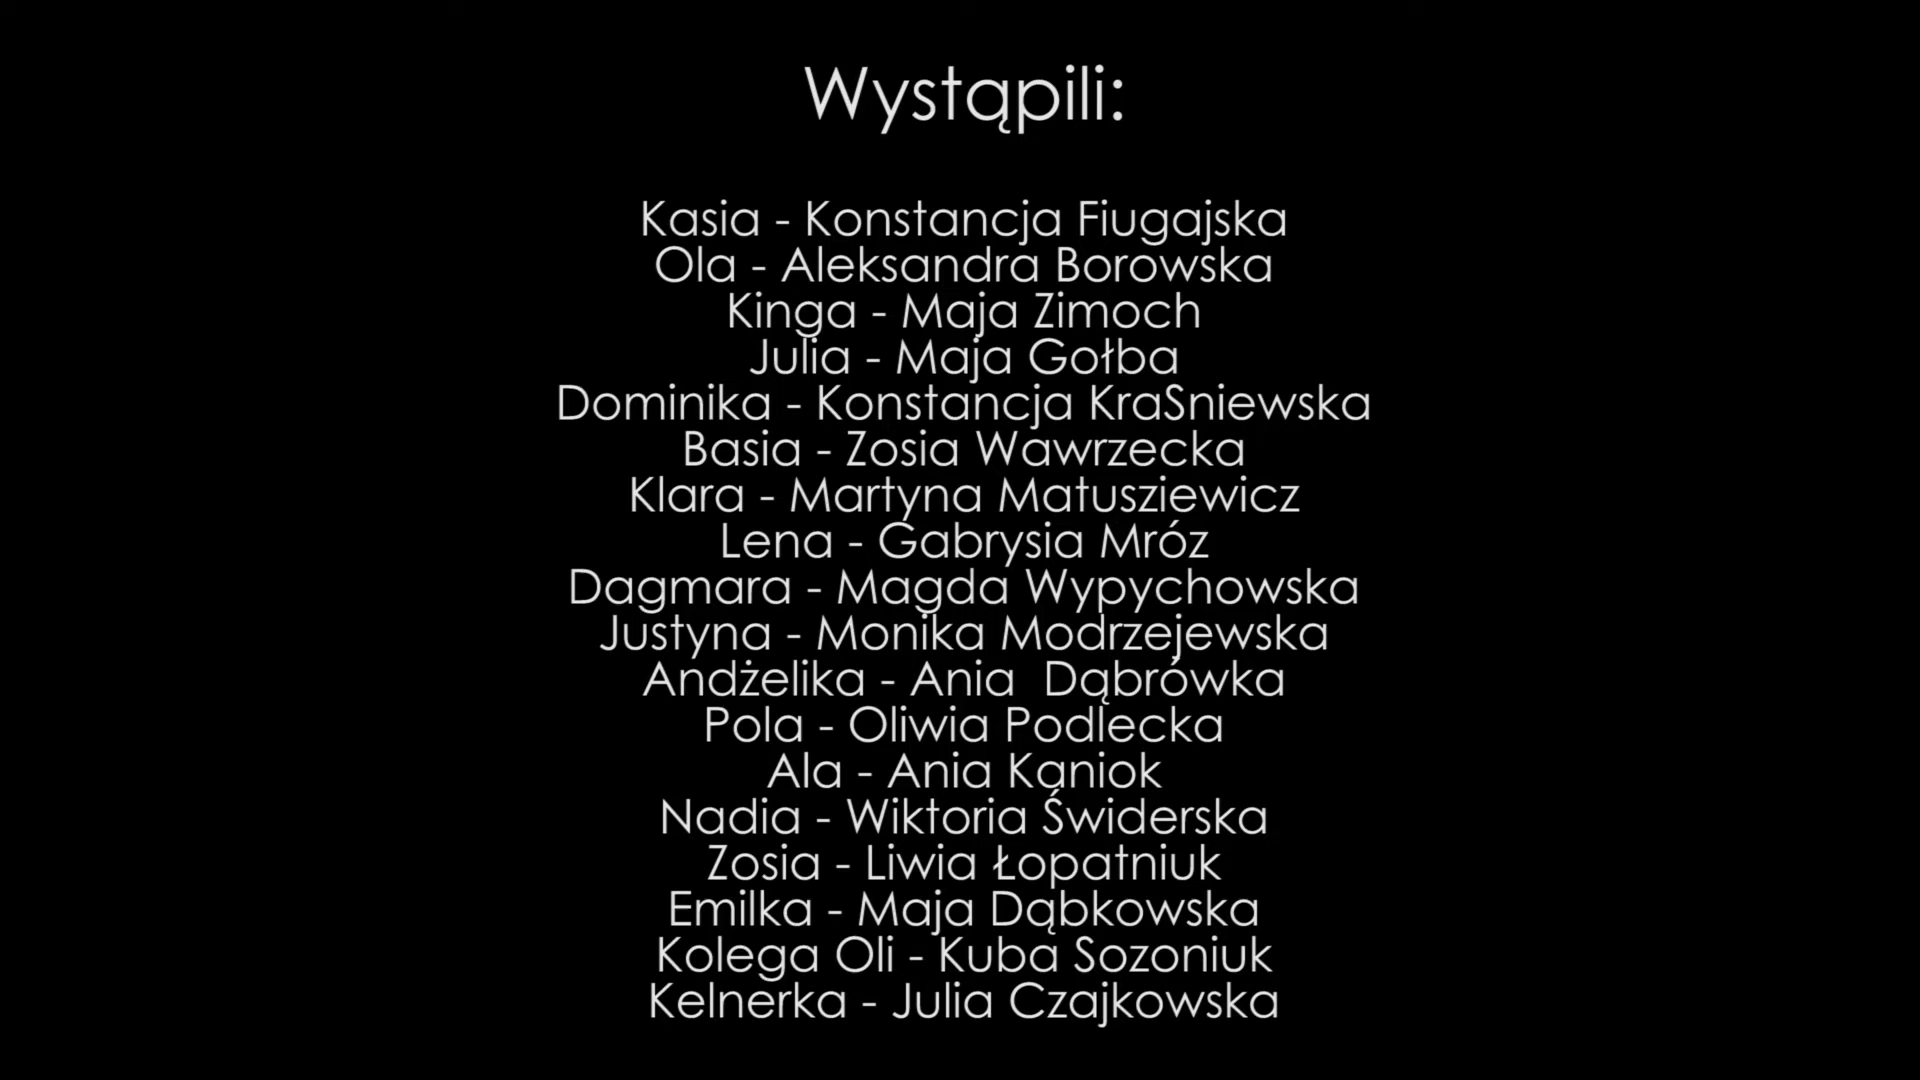 Wystąpili:
Kasia - Konstancja Fiugajska
Ola - Aleksandra Borowska
Kinga - Maja Zimoch
Julia - Maja Gołba
Dominika - Konstancja KraSniewska
Basia - Zosia Wawrzecka
Klara - Martyna Matusziewicz
Lena - Gabrysia Mróz
Dagmara - Magda Wypychowska
Justyna - Monika Modrzejewska
Andżelika - Ania  Dąbrówka
Pola - Oliwia Podlecka
Ala - Ania Kaniok
Nadia - Wiktoria Świderska
Zosia - Liwia Łopatniuk
Emilka - Maja Dąbkowska
Kolega Oli - Kuba Sozoniuk
Kelnerka - Julia Czajkowska